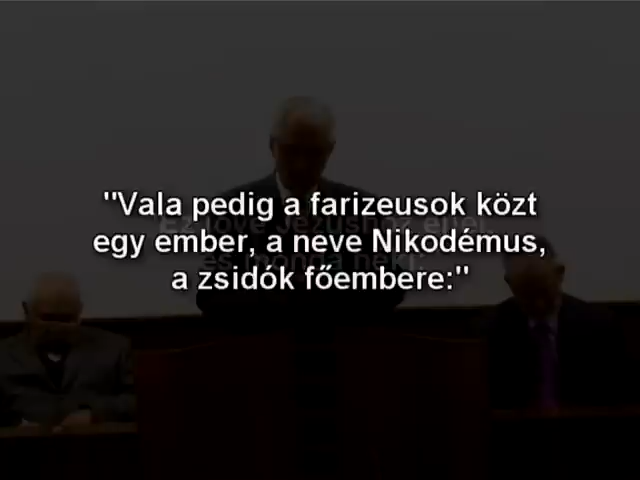 "Vala pedig a farizeusok közt
egy ember, a neve Nikodémus,
a zsidók főembere:"